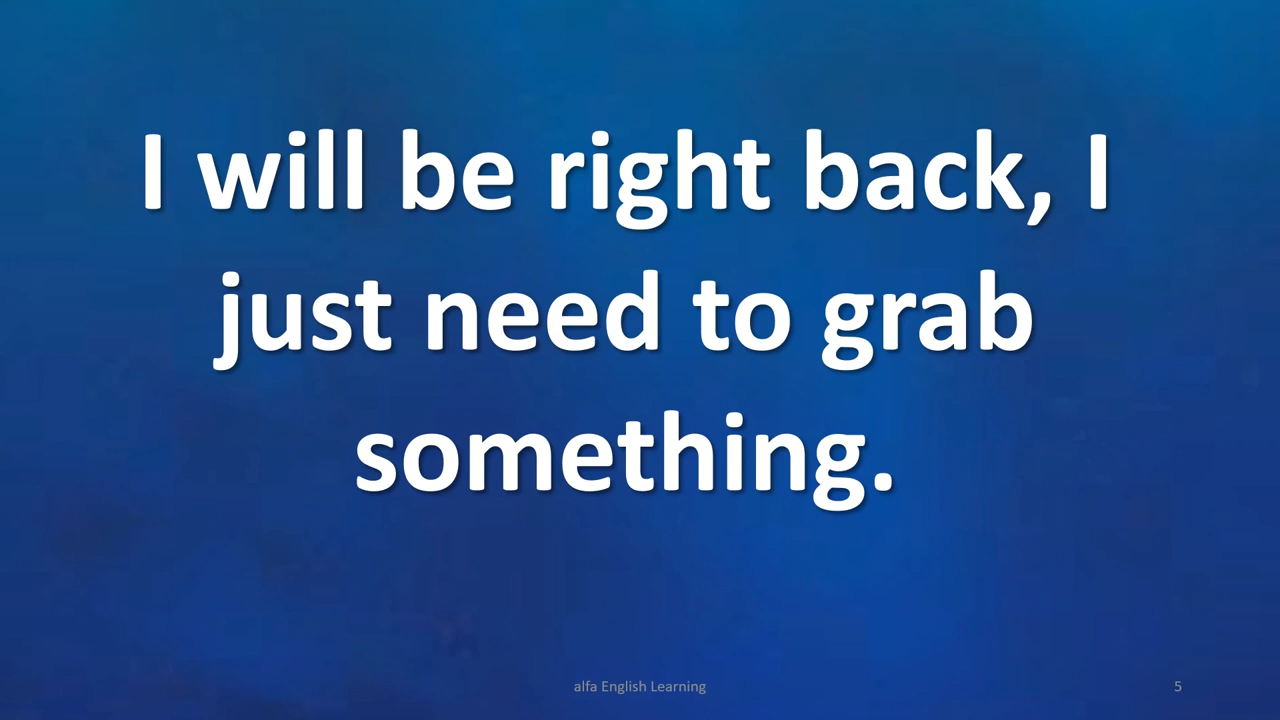 I will be right back, I
just need to grab
something.
alfa English Learning
5